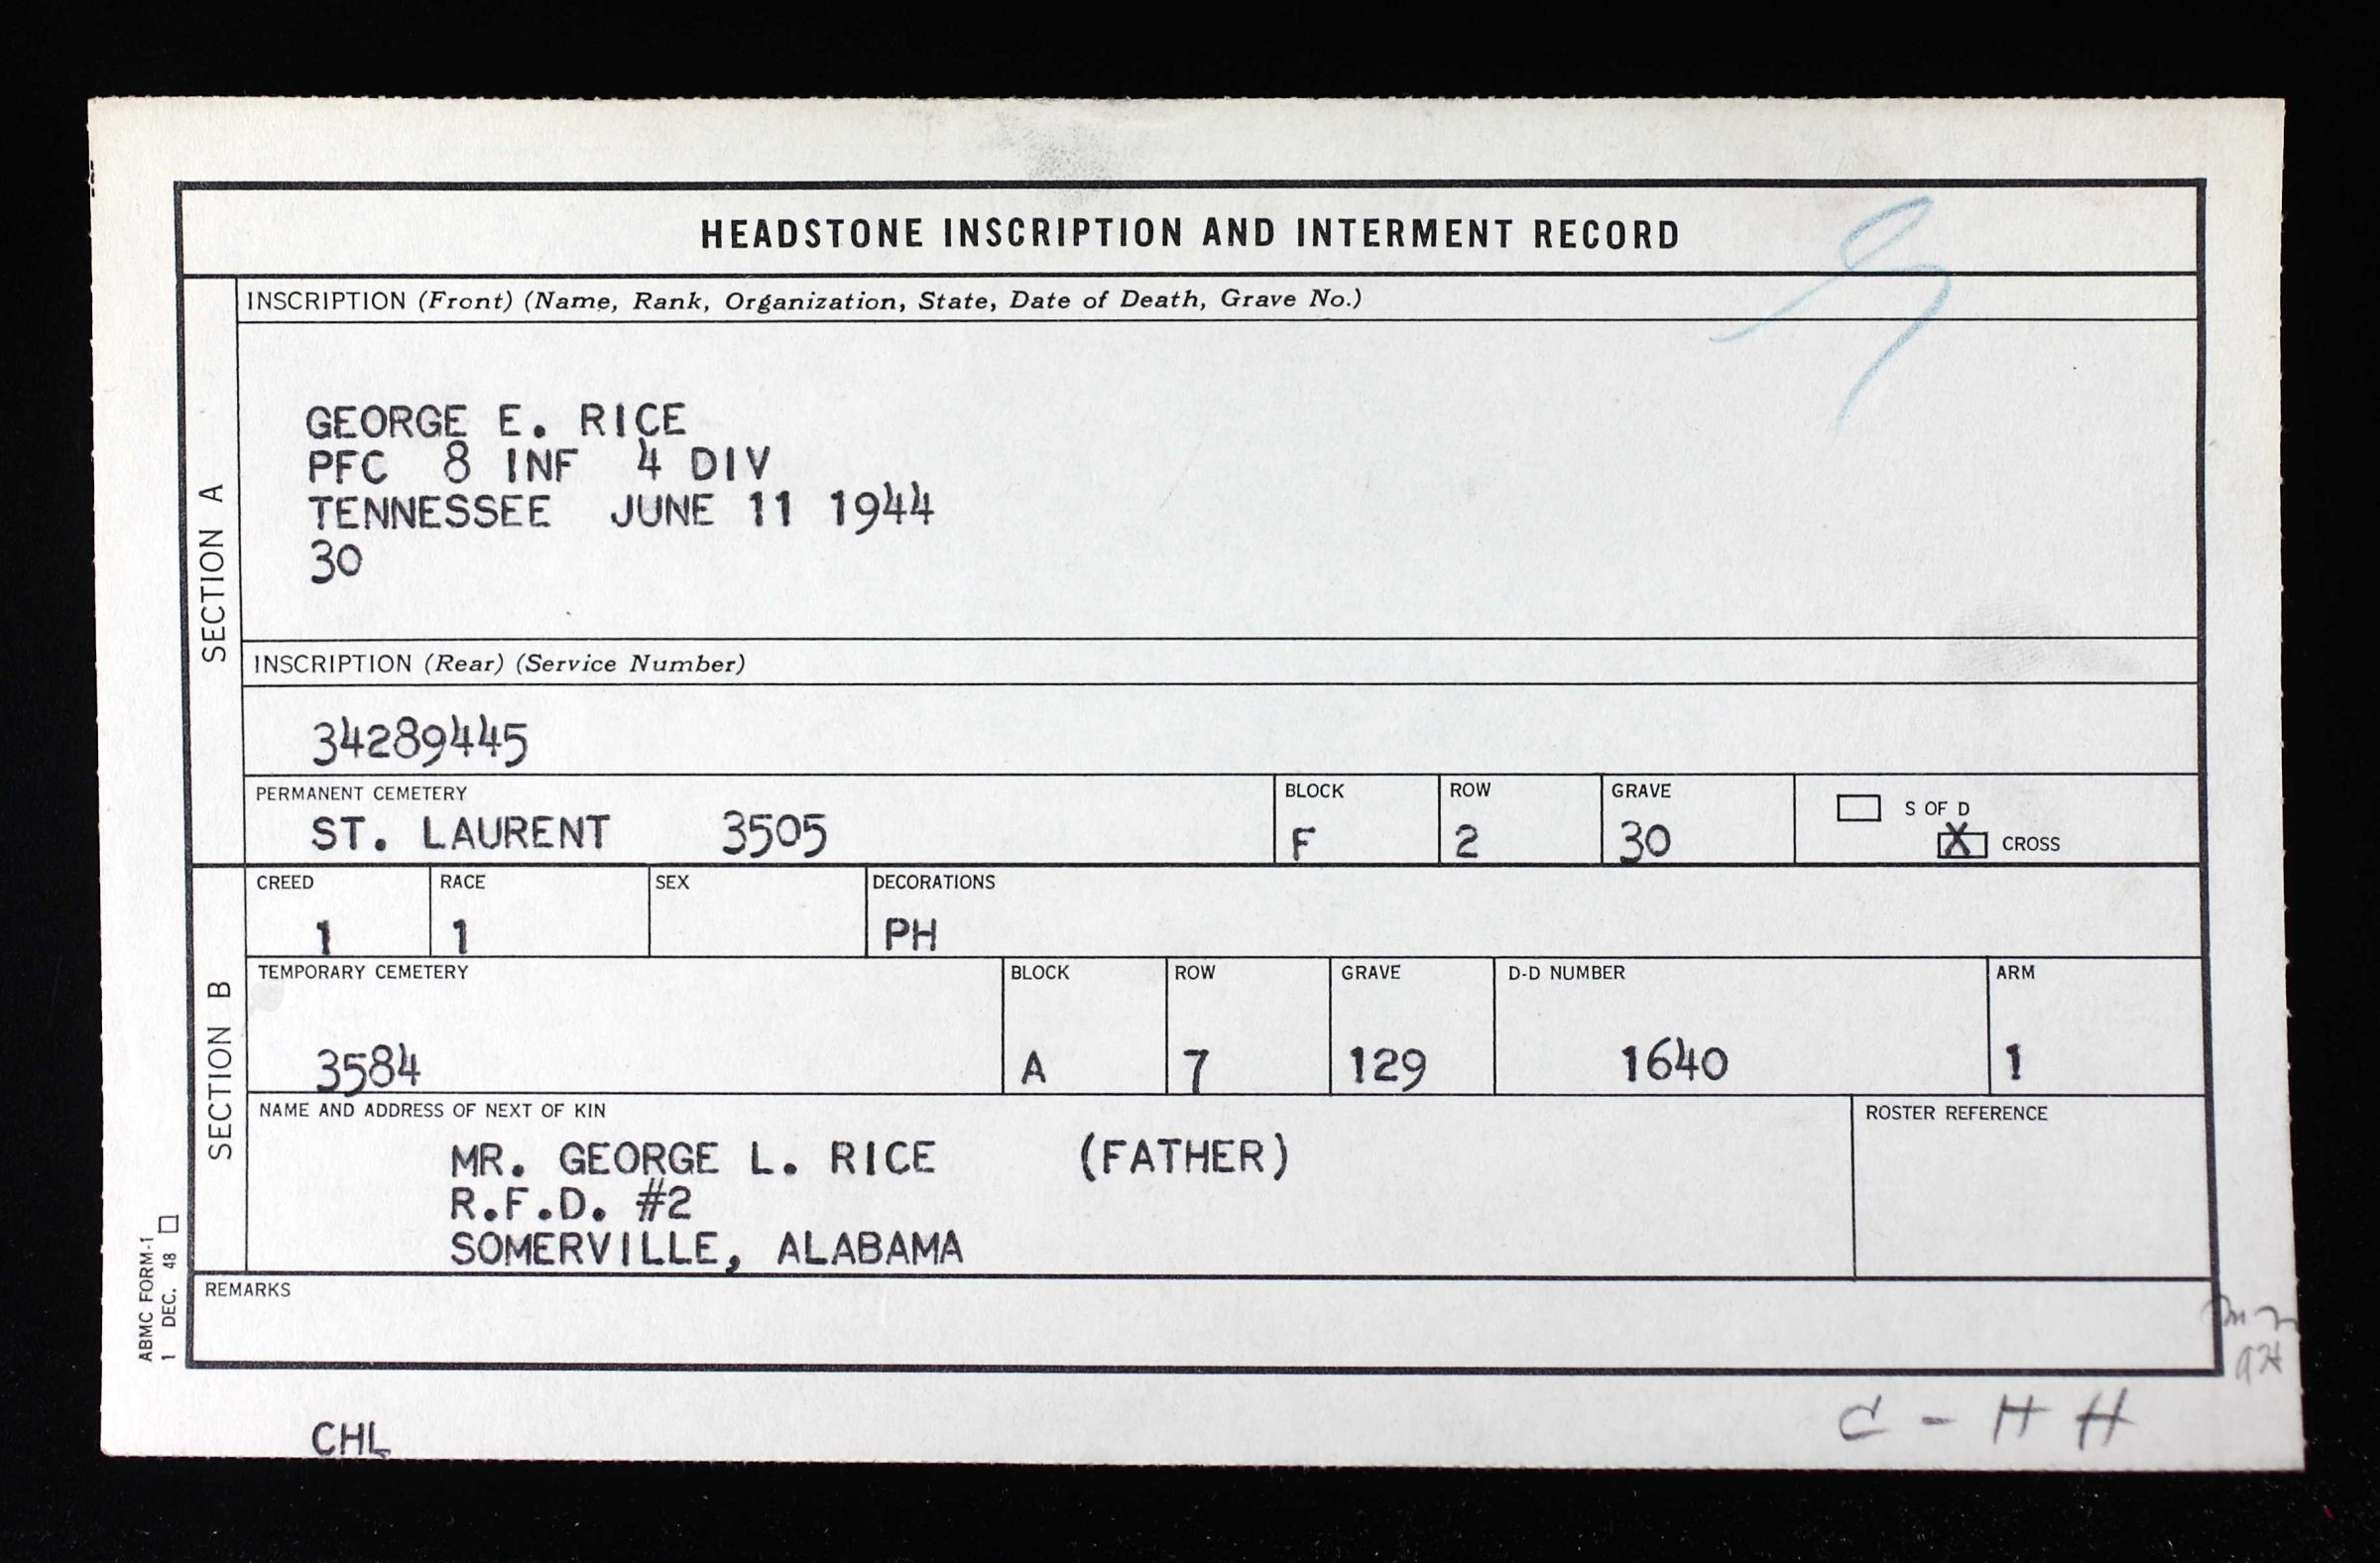 HEADSTONE INSCRIPTION AND INTERMENT RECORD
SECTION A
INSCRIPTION (Front) (Name, Rank, Organization, State, Date of Death, Grave No.)
GEORGE E. RICE
PFC 8 INF 4 DIV
TENNESSEE JUNE 11 1944
30
INSCRIPTION (Rear) (Service Number)
34289445
PERMANENT CEMETERY BLOCK ROW GRAVE
ST. LAURENT 3505 F 2 30
S OF D
X CROSS
SECTION B
CREED RACE SEX DECORATIONS
1 1 PH
TEMPORARY CEMETERY BLOCK ROW GRAVE D-D NUMBER ARM
3584 A 7 129 1640 1
NAME AND ADDRESS OF NEXT OF KIN ROSTER REFERENCE
MR. GEORGE L. RICE (FATHER)
R.F.D. #2
SOMERVILLE, ALABAMA
REMARKS
ABMC FORM-1
1 DEC. 48
CHL
C - H H